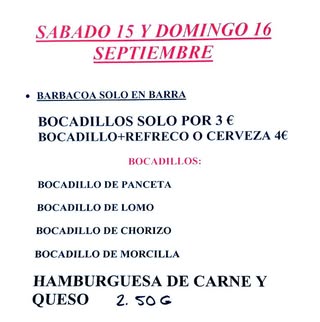 SABADO 15 Y DOMINGO 16
SEPTIEMBRE
• BARBACOA SOLO EN BARRA
BOCADILLOS SOLO POR 3 €
BOCADILLO+REFRECO O CERVEZA 4€
BOCADILLOS:
BOCADILLO DE PANCETA
BOCADILLO DE LOMO
BOCADILLO DE CHORIZO
BOCADILLO DE MORCILLA
HAMBURGUESA DE CARNE Y
QUESO 2.50G